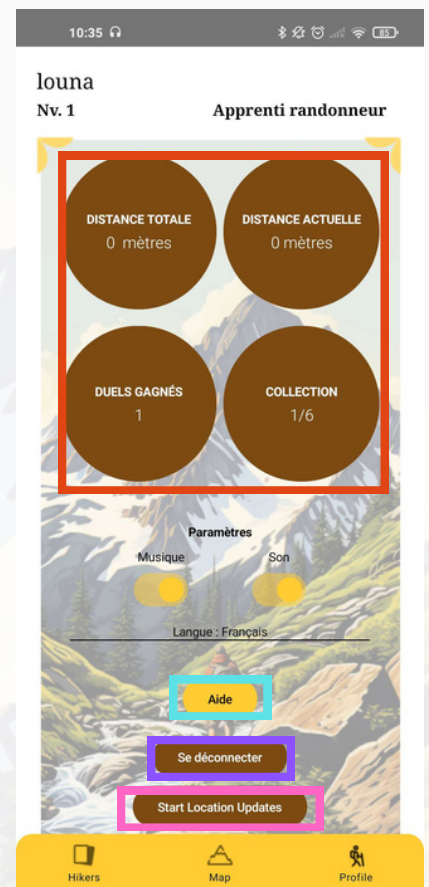 10:35 85
louna
Nv. 1 Apprenti randonneur
DISTANCE TOTALE DISTANCE ACTUELLE
0 mètres 0 mètres
DUELS GAGNÉS COLLECTION
1 1/6
Paramètres
Musique Son
Langue : Français
Aide
Se déconnecter
Start Location Updates
Hikers Map Profile